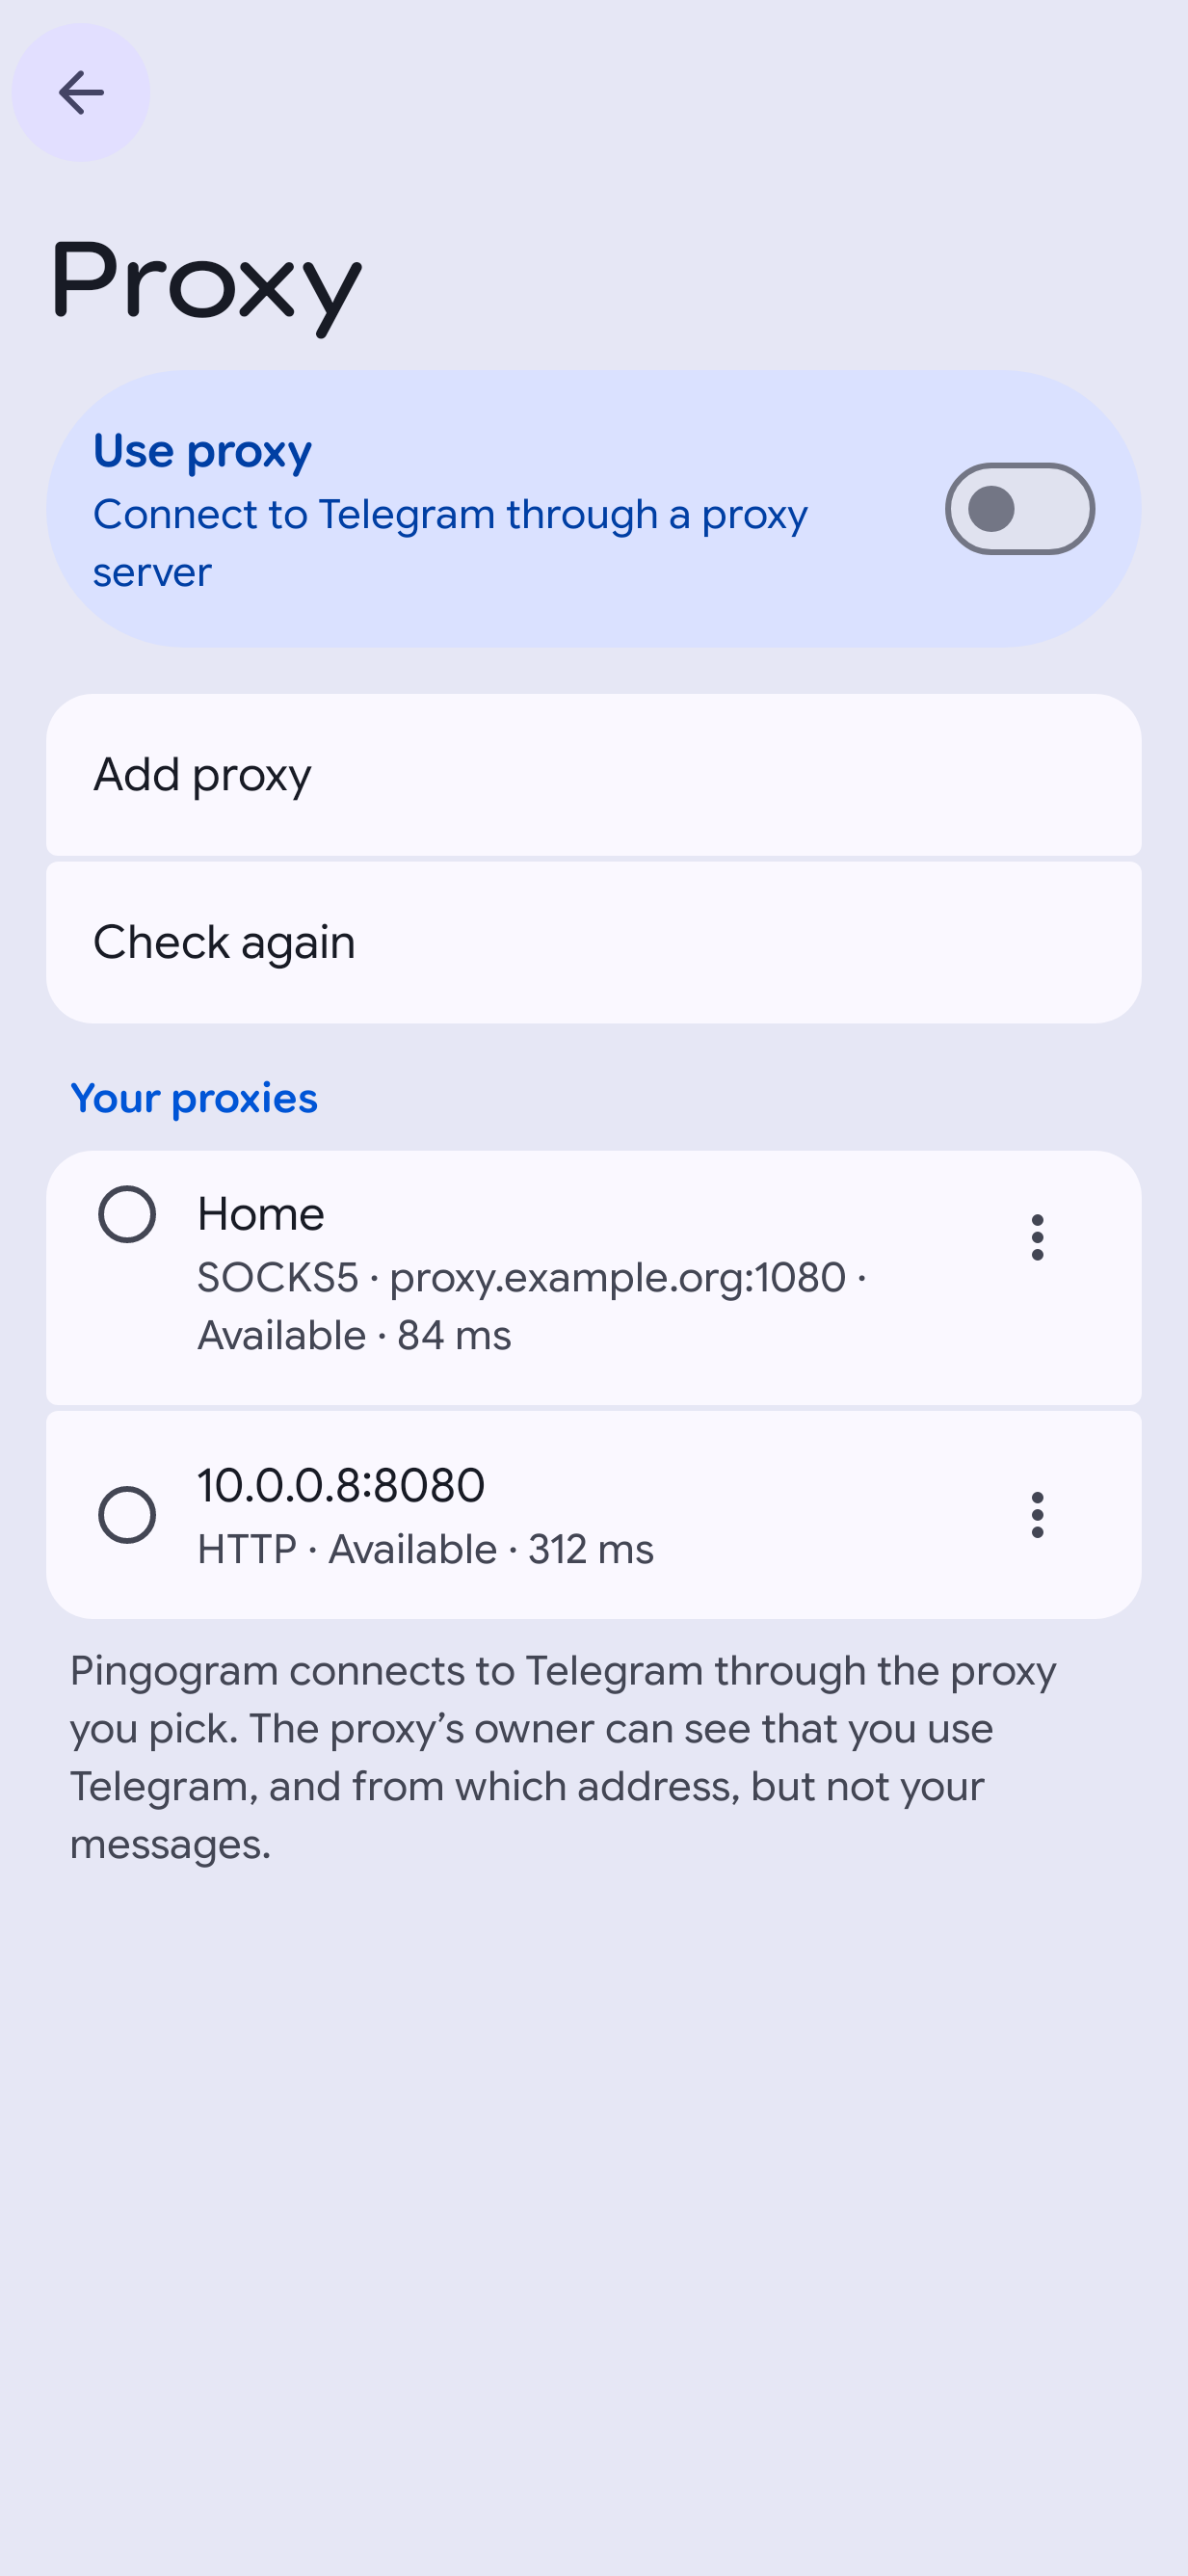 Proxy
Use proxy
Connect to Telegram through a proxy
server
Add proxy
Check again
Your proxies
Home
SOCKS5 · proxy.example.org:1080 ·
Available · 84 ms
10.0.0.8:8080
HTTP · Available · 312 ms
Pingogram connects to Telegram through the proxy
you pick. The proxy’s owner can see that you use
Telegram, and from which address, but not your
messages.